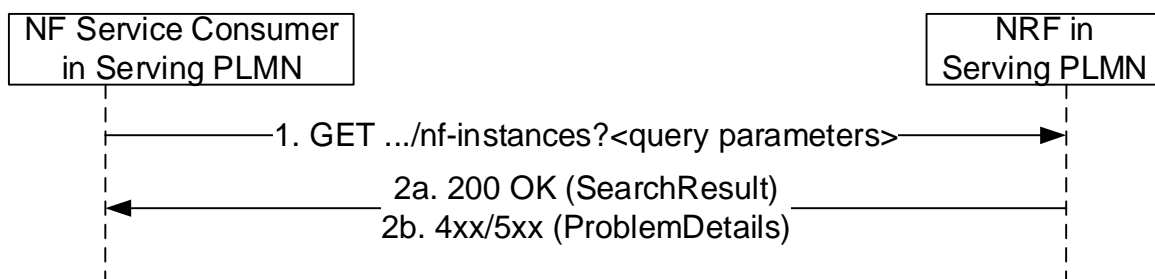 NF Service Consumer
in Serving PLMN
NRF in
Serving PLMN
1. GET .../nf-instances?<query parameters>
2a. 200 OK (SearchResult)
2b. 4xx/5xx (ProblemDetails)